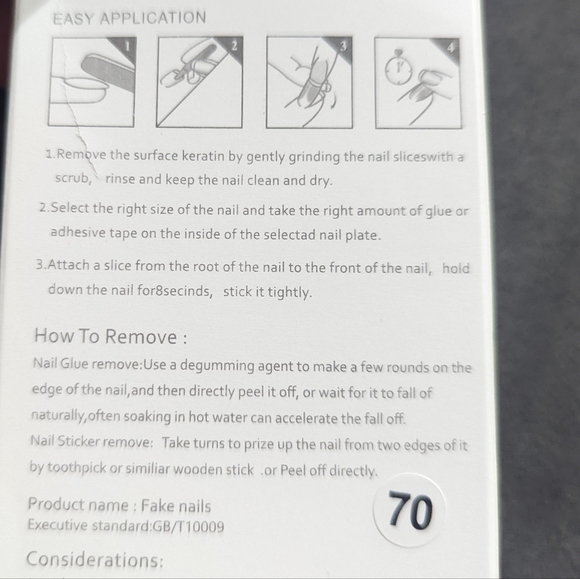 EASY APPLICATION
1
2
3
4
1.Remove the surface keratin by gently grinding the nail sliceswith a
scrub, rinse and keep the nail clean and dry.
2.Select the right size of the nail and take the right amount of glue or
adhesive tape on the inside of the selectad nail plate.
3.Attach a slice from the root of the nail to the front of the nail, hold
down the nail for8secinds, stick it tightly.
How To Remove :
Nail Glue remove:Use a degumming agent to make a few rounds on the
edge of the nail,and then directly peel it off, or wait for it to fall of
naturally,often soaking in hot water can accelerate the fall off.
Nail Sticker remove: Take turns to prize up the nail from two edges of it
by toothpick or similiar wooden stick .or Peel off directly.
Product name : Fake nails
Executive standard:GB/T10009
70
Considerations: